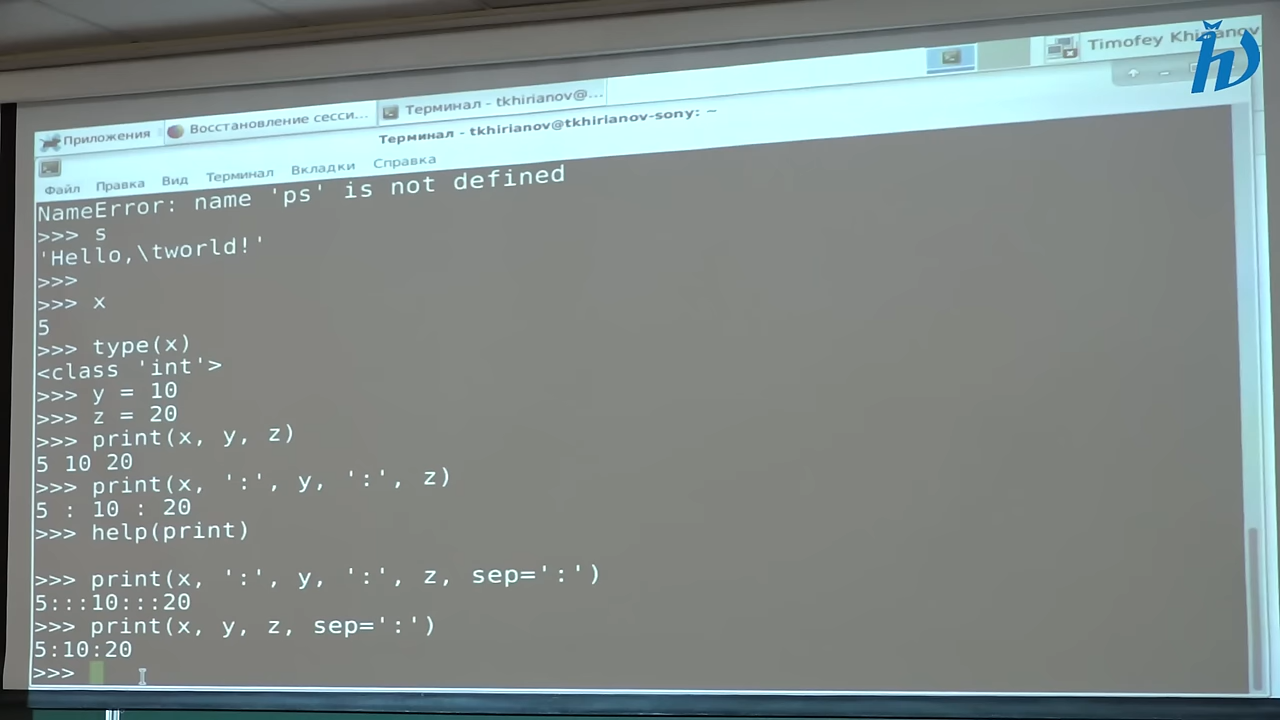 Timofey Khirianov
Приложения
Восстановление сесси...
Терминал - tkhirianov@...
Терминал - tkhirianov@tkhirianov-sony: ~
Файл Правка Вид Терминал Вкладки Справка
NameError: name 'ps' is not defined
>>> s
'Hello,\tworld!'
>>>
>>> x
5
>>> type(x)
<class 'int'>
>>> y = 10
>>> z = 20
>>> print(x, y, z)
5 10 20
>>> print(x, ':', y, ':', z)
5 : 10 : 20
>>> help(print)
>>> print(x, ':', y, ':', z, sep=':')
5:::10:::20
>>> print(x, y, z, sep=':')
5:10:20
>>>